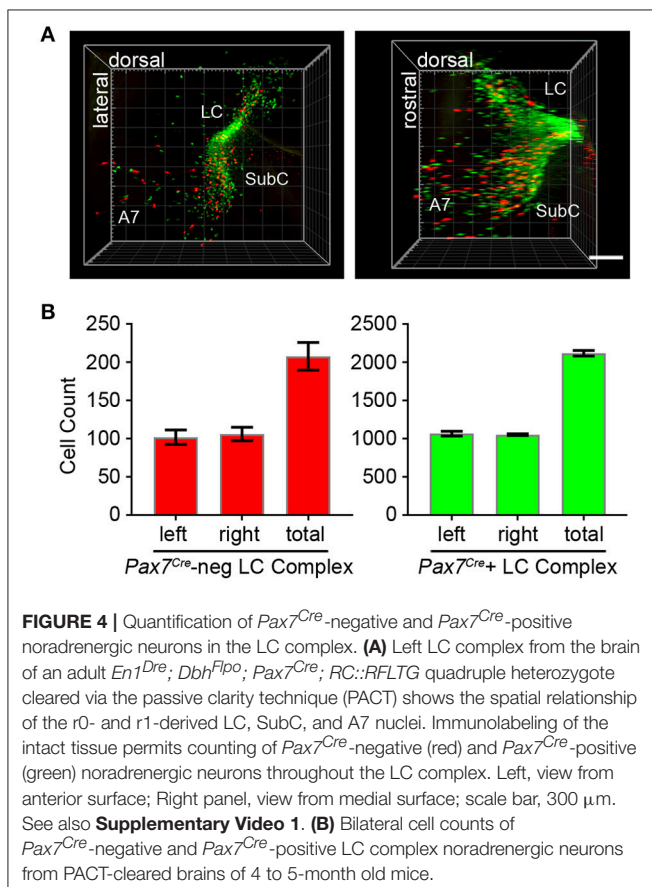 A
dorsal
lateral
LC
SubC
A7
dorsal
rostral
LC
A7
SubC
B
Cell Count
250
200
150
100
50
0
left right total
Pax7Cre-neg LC Complex
2500
2000
1500
1000
500
0
left right total
Pax7Cre+ LC Complex
FIGURE 4 | Quantification of Pax7Cre-negative and Pax7Cre-positive
noradrenergic neurons in the LC complex. (A) Left LC complex from the brain
of an adult En1Dre; DbhFlpo; Pax7Cre; RC::RFLTG quadruple heterozygote
cleared via the passive clarity technique (PACT) shows the spatial relationship
of the r0- and r1-derived LC, SubC, and A7 nuclei. Immunolabeling of the
intact tissue permits counting of Pax7Cre-negative (red) and Pax7Cre-positive
(green) noradrenergic neurons throughout the LC complex. Left, view from
anterior surface; Right panel, view from medial surface; scale bar, 300 μm.
See also Supplementary Video 1. (B) Bilateral cell counts of
Pax7Cre-negative and Pax7Cre-positive LC complex noradrenergic neurons
from PACT-cleared brains of 4 to 5-month old mice.